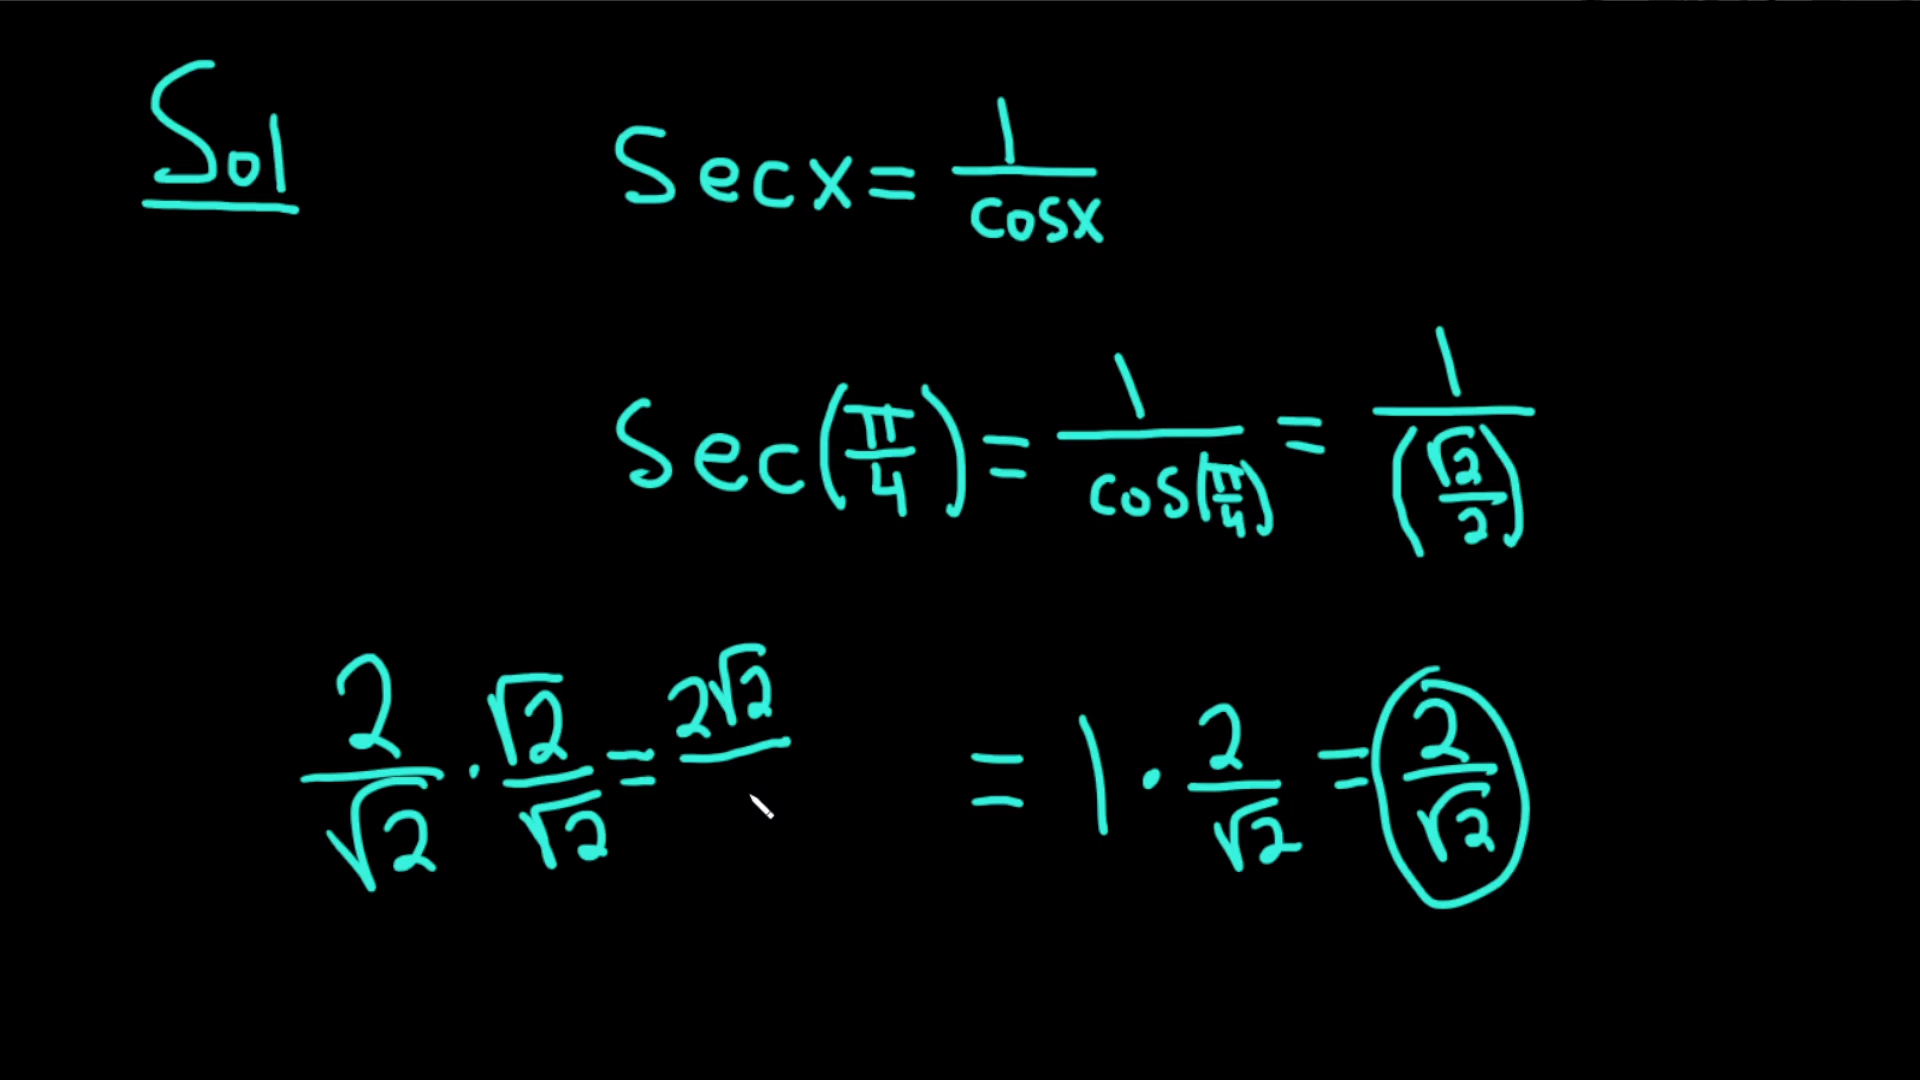 Sol
Sec x = 1/cosx
Sec(π/4) = 1/cos(π/4) = 1/(√2/2)
2/√2 · √2/√2 = 2√2/
= 1 · 2/√2 = 2/√2